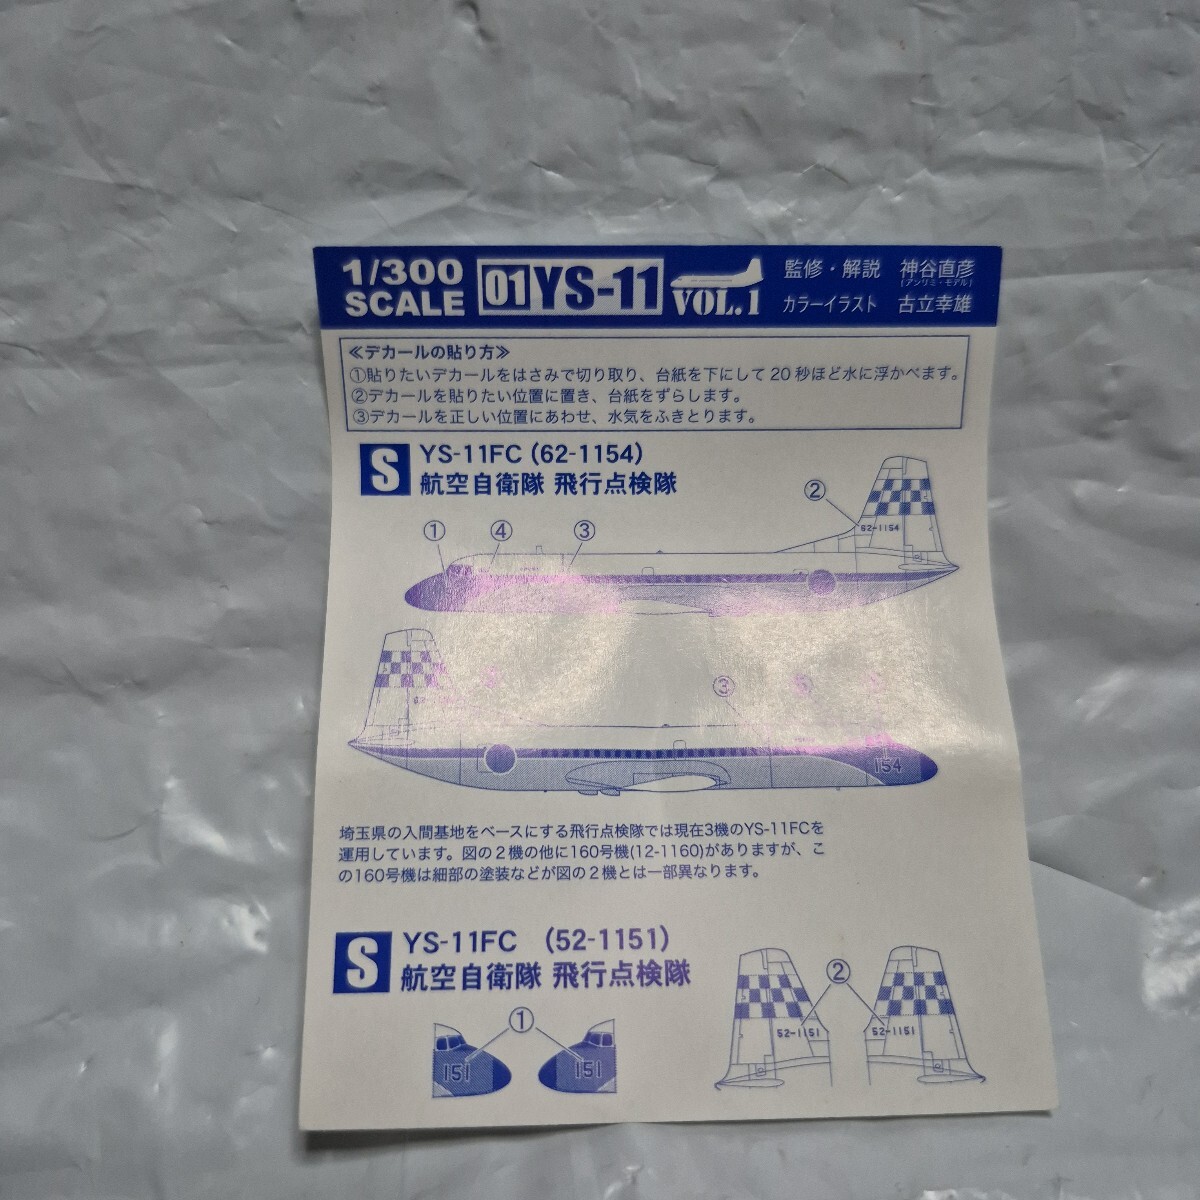 1/300
SCALE
01 YS-11
VOL.1
監修・解説 神谷直彦
(アンリミ・モデル)
カラーイラスト 古立幸雄
≪デカールの貼り方≫
①貼りたいデカールをはさみで切り取り、台紙を下にして20秒ほど水に浮かべます。
②デカールを貼りたい位置に置き、台紙をずらします。
③デカールを正しい位置にあわせ、水気をふきとります。
S YS-11FC (62-1154)
航空自衛隊 飛行点検隊
②
62-1154
① ④ ③
③
154
埼玉県の入間基地をベースにする飛行点検隊では現在3機のYS-11FCを
運用しています。図の2機の他に160号機(12-1160)がありますが、こ
の160号機は細部の塗装などが図の2機とは一部異なります。
S YS-11FC (52-1151)
航空自衛隊 飛行点検隊
①
151 151
②
52-1151 52-1151